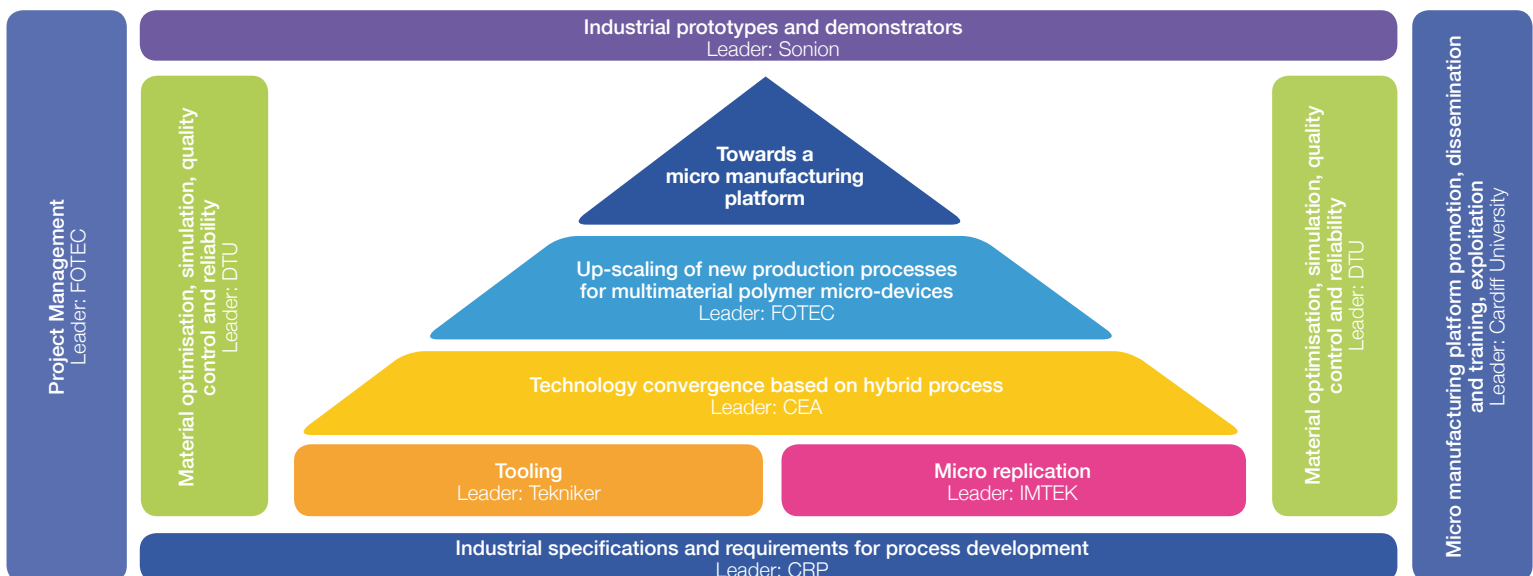 Industrial prototypes and demonstrators
Leader: Sonion
Project Management
Leader: FOTEC
Material optimisation, simulation, quality
control and reliability
Leader: DTU
Towards a
micro manufacturing
platform
Up-scaling of new production processes
for multimaterial polymer micro-devices
Leader: FOTEC
Technology convergence based on hybrid process
Leader: CEA
Tooling
Leader: Tekniker
Micro replication
Leader: IMTEK
Material optimisation, simulation, quality
control and reliability
Leader: DTU
Micro manufacturing platform promotion, dissemination
and training, exploitation
Leader: Cardiff University
Industrial specifications and requirements for process development
Leader: CRP